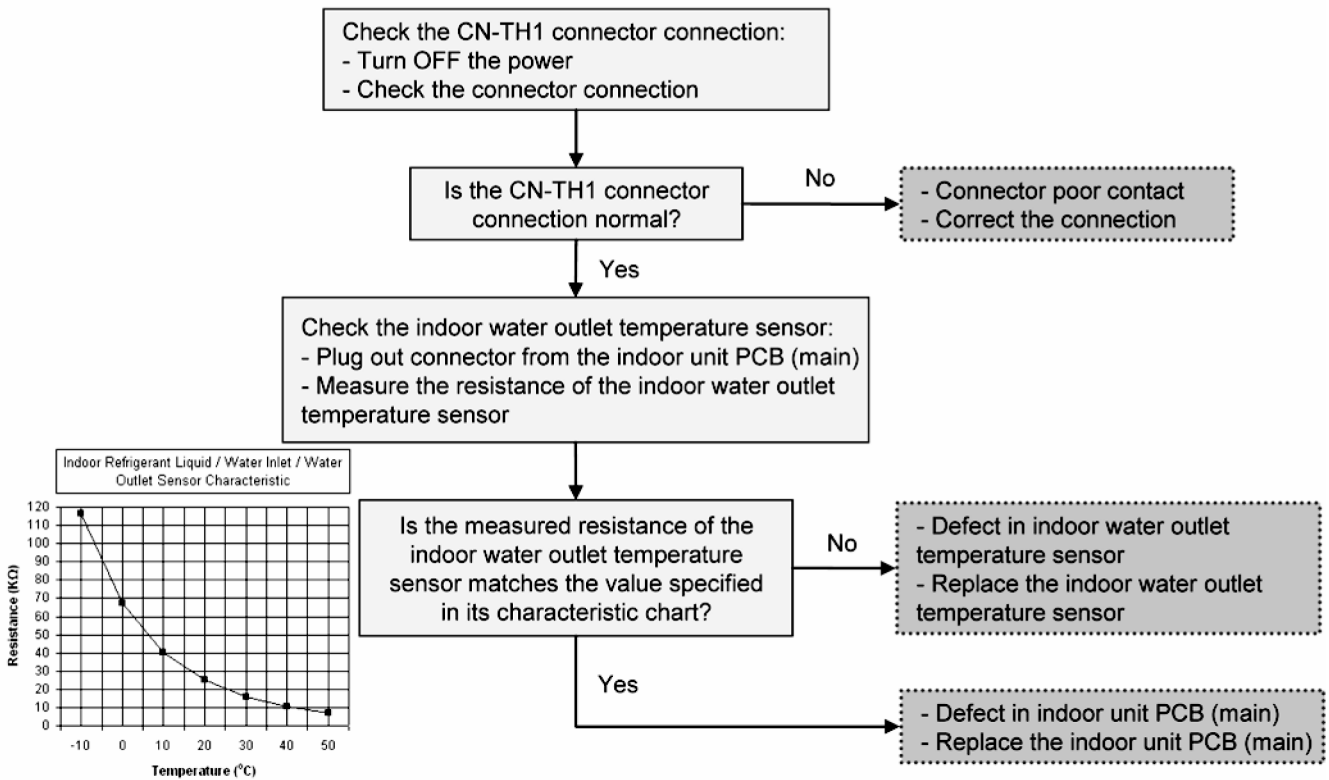 Check the CN-TH1 connector connection:
- Turn OFF the power
- Check the connector connection
Is the CN-TH1 connector
connection normal?
No
- Connector poor contact
- Correct the connection
Yes
Check the indoor water outlet temperature sensor:
- Plug out connector from the indoor unit PCB (main)
- Measure the resistance of the indoor water outlet
temperature sensor
Indoor Refrigerant Liquid / Water Inlet / Water
Outlet Sensor Characteristic
Resistance (KΩ)
120
110
100
90
80
70
60
50
40
30
20
10
0
-10 0 10 20 30 40 50
Temperature (°C)
Is the measured resistance of the
indoor water outlet temperature
sensor matches the value specified
in its characteristic chart?
No
- Defect in indoor water outlet
temperature sensor
- Replace the indoor water outlet
temperature sensor
Yes
- Defect in indoor unit PCB (main)
- Replace the indoor unit PCB (main)